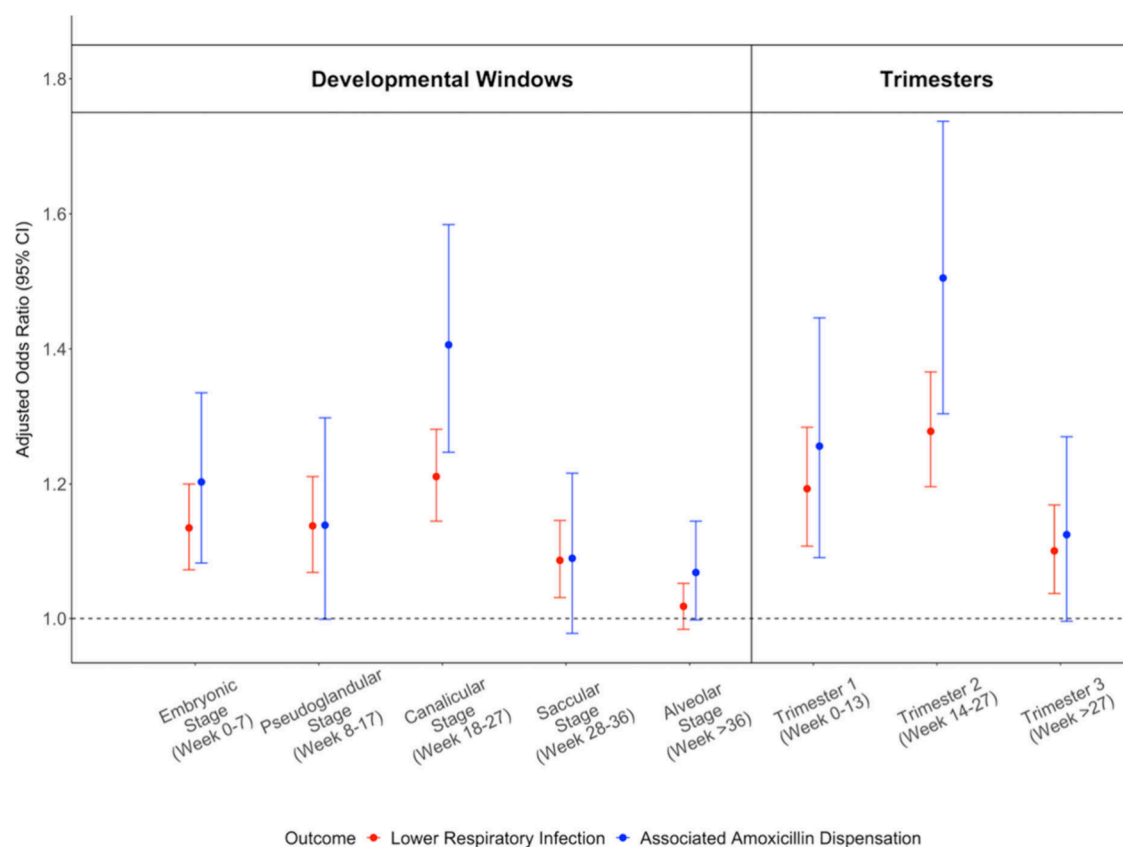 Developmental Windows
Trimesters
Adjusted Odds Ratio (95% CI)
1.8
1.6
1.4
1.2
1.0
Embryonic
Stage
(Week 0-7)
Pseudoglandular
Stage
(Week 8-17)
Canalicular
Stage
(Week 18-27)
Saccular
Stage
(Week 28-36)
Alveolar
Stage
(Week >36)
Trimester 1
(Week 0-13)
Trimester 2
(Week 14-27)
Trimester 3
(Week >27)
Outcome Lower Respiratory Infection Associated Amoxicillin Dispensation